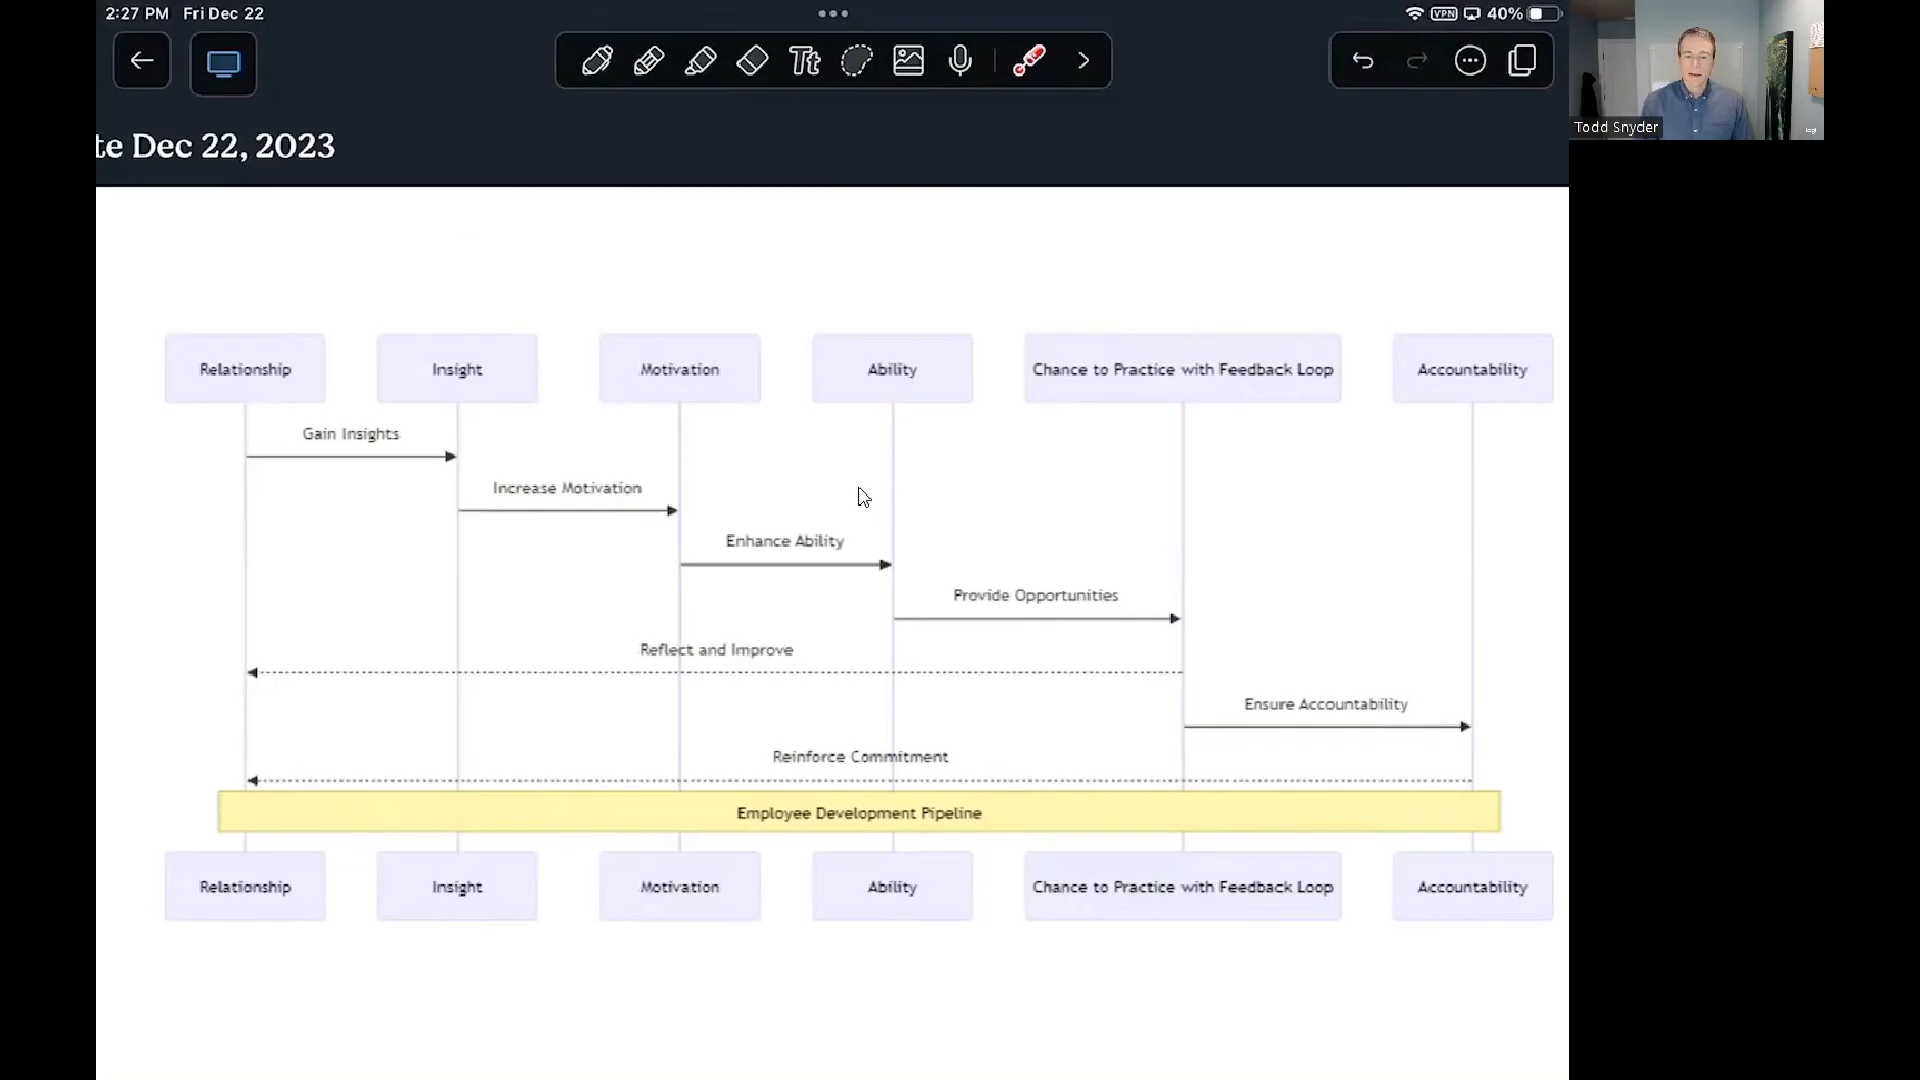 2:27 PM Fri Dec 22
VPN 40%
Tt
Todd Snyder
te Dec 22, 2023
Relationship Insight Motivation Ability Chance to Practice with Feedback Loop Accountability
Gain Insights
Increase Motivation
Enhance Ability
Provide Opportunities
Reflect and Improve
Ensure Accountability
Reinforce Commitment
Employee Development Pipeline
Relationship Insight Motivation Ability Chance to Practice with Feedback Loop Accountability